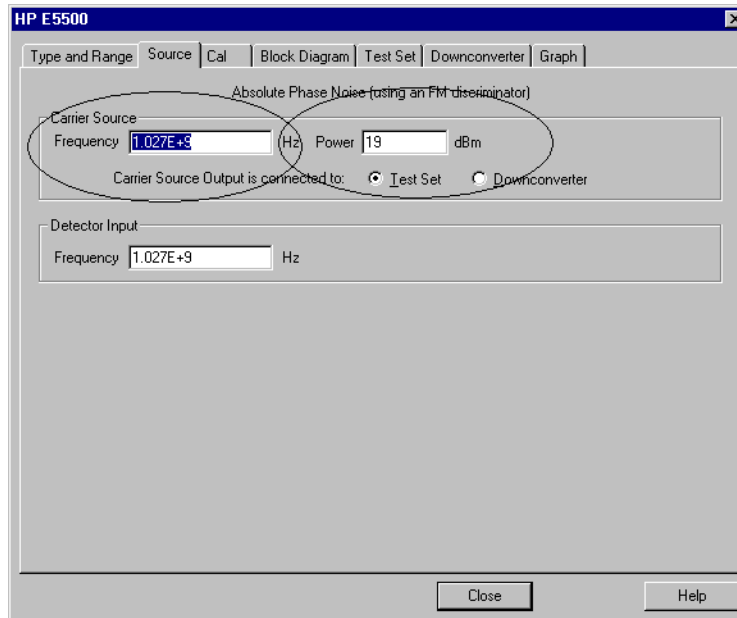 HP E5500
Type and Range Source Cal Block Diagram Test Set Downconverter Graph
Absolute Phase Noise (using an FM discriminator)
Carrier Source
Frequency 1.027E+9 Hz Power 19 dBm
Carrier Source Output is connected to: Test Set Downconverter
Detector Input
Frequency 1.027E+9 Hz
Close Help